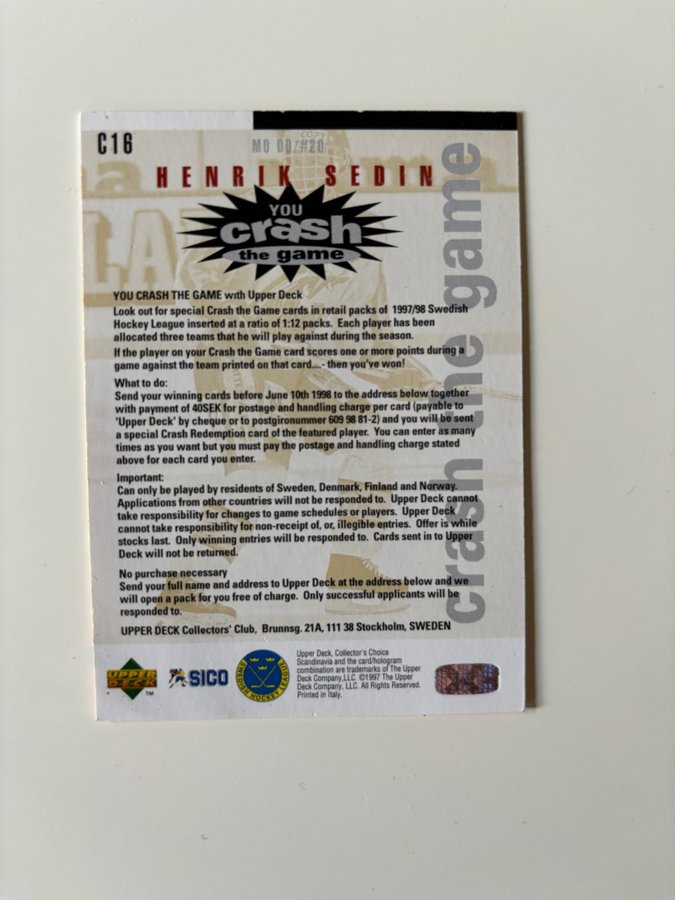 C16
MO DO/#20
HENRIK SEDIN
YOU
crash
the game
crash the game
YOU CRASH THE GAME with Upper Deck
Look out for special Crash the Game cards in retail packs of 1997/98 Swedish
Hockey League inserted at a ratio of 1:12 packs. Each player has been
allocated three teams that he will play against during the season.
If the player on your Crash the Game card scores one or more points during a
game against the team printed on that card....- then you've won!
What to do:
Send your winning cards before June 10th 1998 to the address below together
with payment of 40SEK for postage and handling charge per card (payable to
'Upper Deck' by cheque or to postgironummer 609 98 81-2) and you will be sent
a special Crash Redemption card of the featured player. You can enter as many
times as you want but you must pay the postage and handling charge stated
above for each card you enter.
Important:
Can only be played by residents of Sweden, Denmark, Finland and Norway.
Applications from other countries will not be responded to. Upper Deck cannot
take responsibility for changes to game schedules or players. Upper Deck
cannot take responsibility for non-receipt of, or, illegible entries. Offer is while
stocks last. Only winning entries will be responded to. Cards sent in to Upper
Deck will not be returned.
No purchase necessary
Send your full name and address to Upper Deck at the address below and we
will open a pack for you free of charge. Only successful applicants will be
responded to.
UPPER DECK Collectors' Club, Brunnsg. 21A, 111 38 Stockholm, SWEDEN
UPPER
DECK
TM
SICO
SWEDISH HOCKEY LEAGUE
Upper Deck, Collector's Choice
Scandinavia and the card/hologram
combination are trademarks of The Upper
Deck Company,LLC. ©1997 The Upper
Deck Company, LLC. All Rights Reserved.
Printed in Italy.